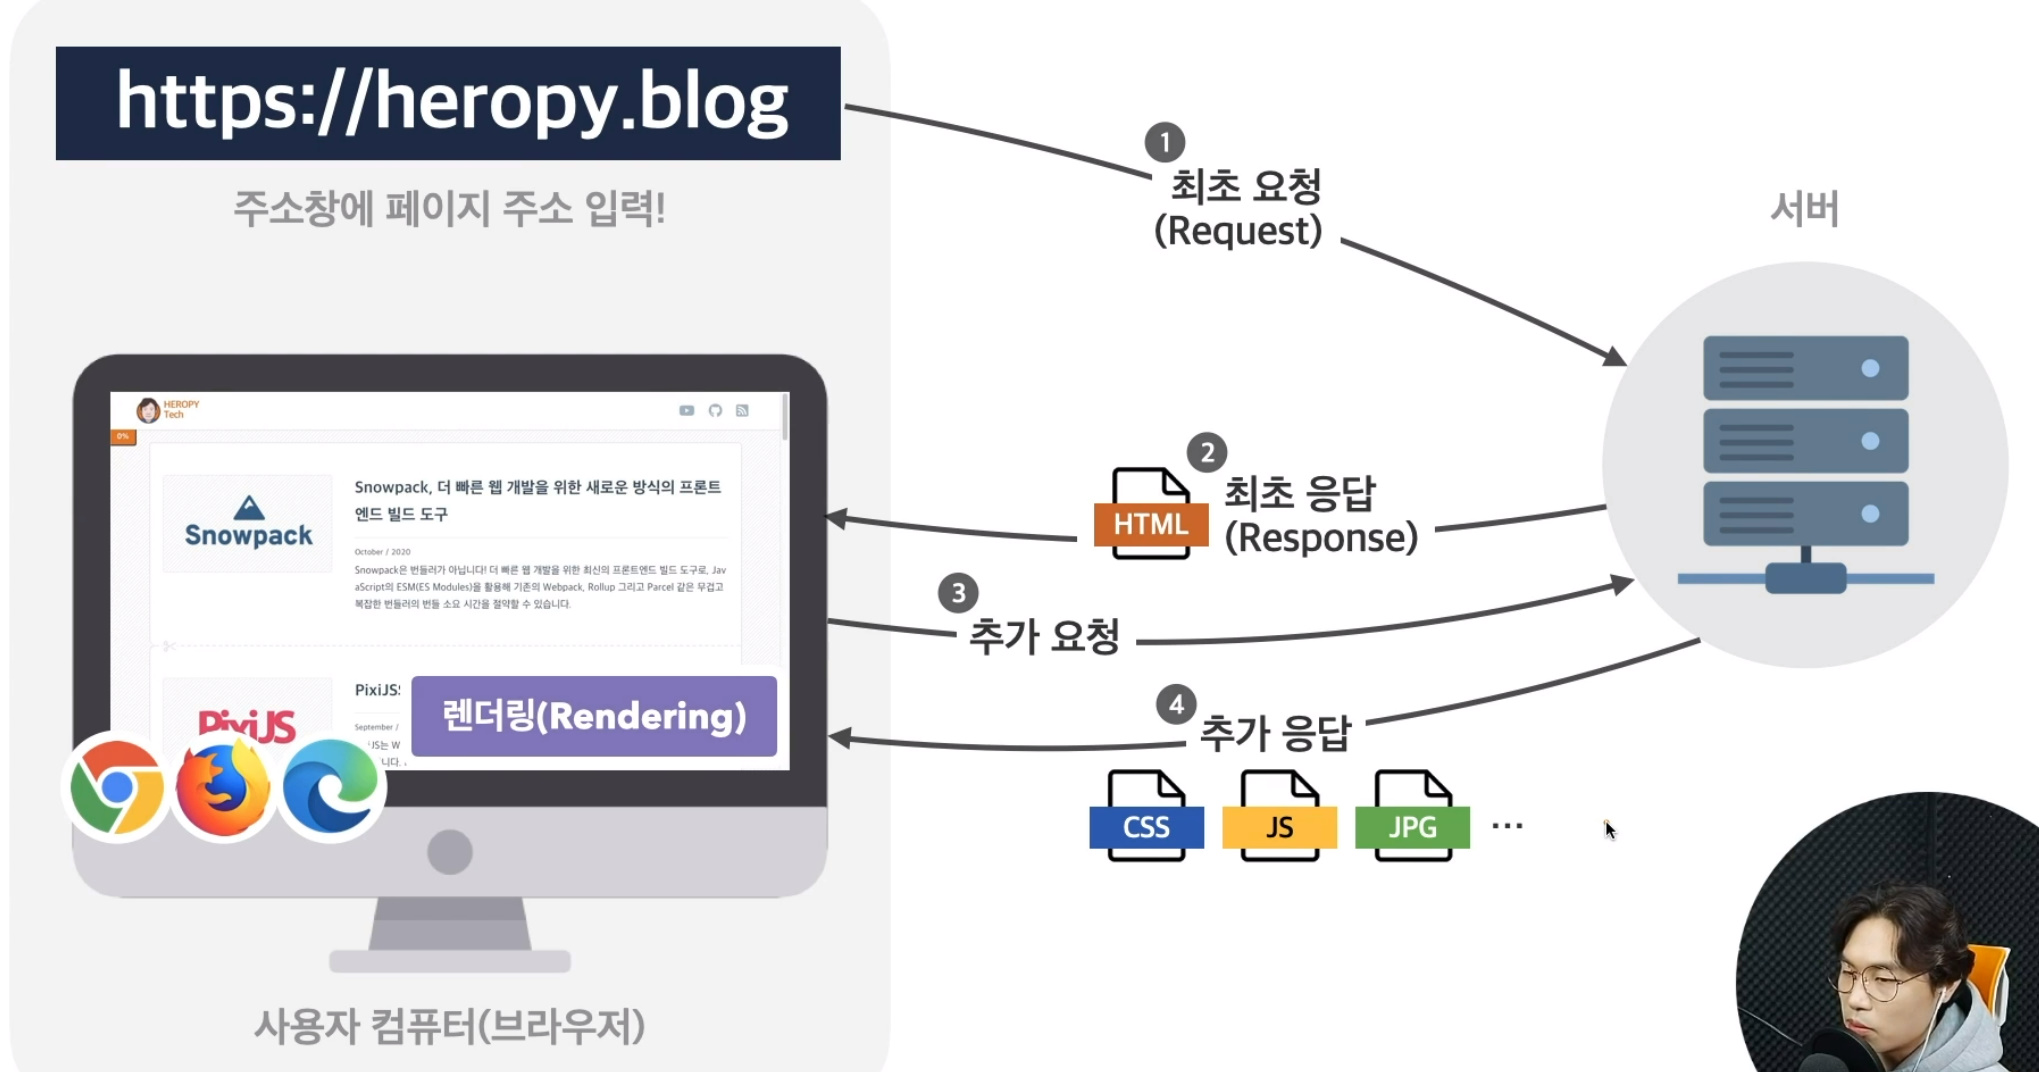 https://heropy.blog
주소창에 페이지 주소 입력!
1
최초 요청
(Request)
서버
HEROPY
Tech
0%
Snowpack
Snowpack, 더 빠른 웹 개발을 위한 새로운 방식의 프론트
엔드 빌드 도구
October / 2020
Snowpack은 번들러가 아닙니다! 더 빠른 웹 개발을 위한 최신의 프론트엔드 빌드 도구로, Jav
aScript의 ESM(ES Modules)을 활용해 기존의 Webpack, Rollup 그리고 Parcel 같은 무겁고
복잡한 번들러의 번들 소요 시간을 절약할 수 있습니다.
2
HTML
최초 응답
(Response)
3
추가 요청
PixiJS
PixiJS
September /
JS는 W
니다.
렌더링(Rendering)
4
추가 응답
CSS
JS
JPG
...
사용자 컴퓨터(브라우저)